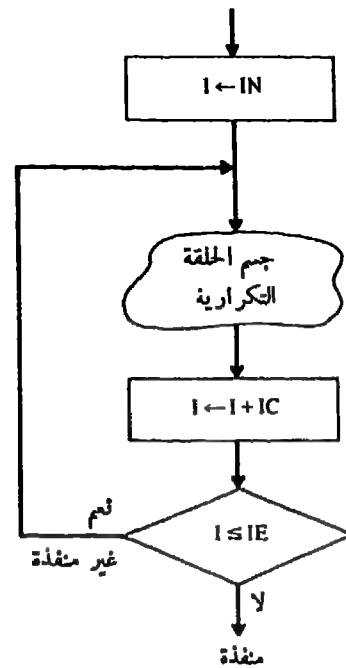 I ← IN
جسم الحلقة
التكرارية
I ← I + IC
I ≤ IE
نعم
غير منفذة
لا
منفذة